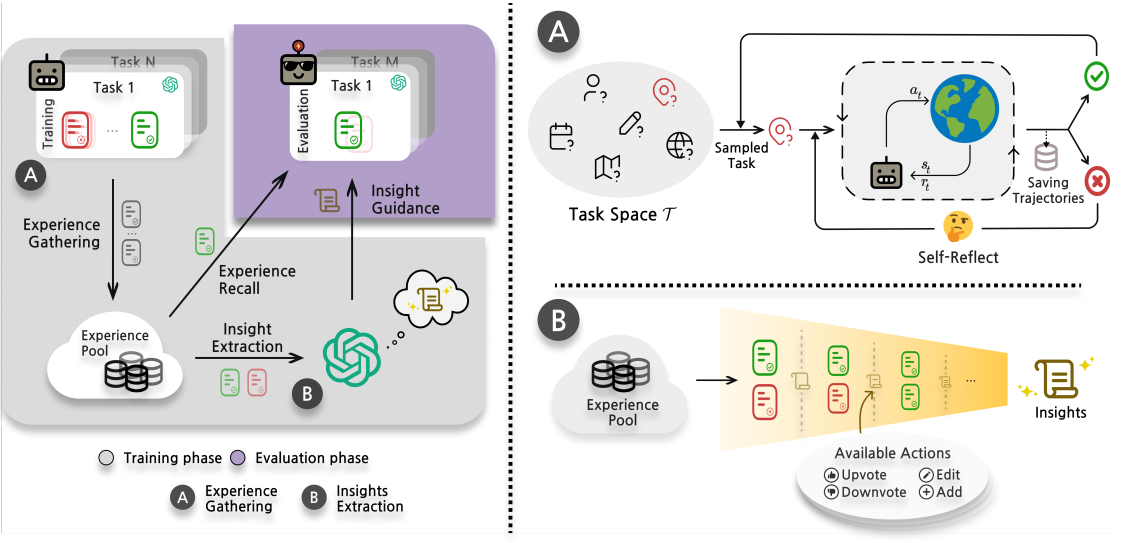 Task N
Task 1
Training
...
A
Experience
Gathering
...
Task M
Task 1
Evaluation
Insight
Guidance
Experience
Recall
Experience
Pool
Insight
Extraction
B
Training phase
Evaluation phase
A
Experience
Gathering
B
Insights
Extraction
A
?
?
?
?
?
?
Task Space 𝒯
Sampled
Task
?
a_t
s_t
r_t
Saving
Trajectories
Self-Reflect
B
Experience
Pool
...
Insights
Available Actions
Upvote
Edit
Downvote
Add